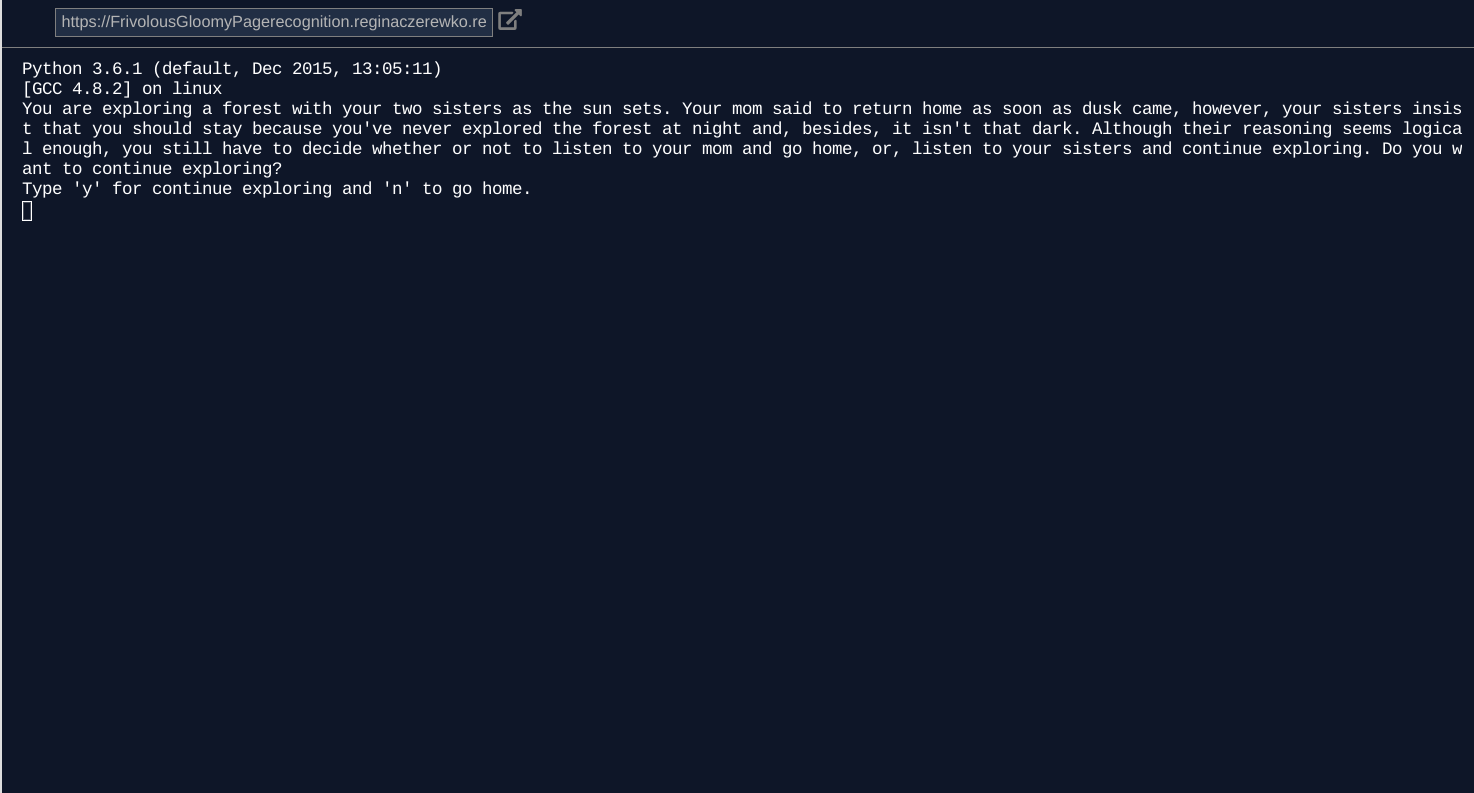 https://FrivolousGloomyPagerecognition.reginaczerewko.re
Python 3.6.1 (default, Dec 2015, 13:05:11)
[GCC 4.8.2] on linux
You are exploring a forest with your two sisters as the sun sets. Your mom said to return home as soon as dusk came, however, your sisters insis
t that you should stay because you've never explored the forest at night and, besides, it isn't that dark. Although their reasoning seems logica
l enough, you still have to decide whether or not to listen to your mom and go home, or, listen to your sisters and continue exploring. Do you w
ant to continue exploring?
Type 'y' for continue exploring and 'n' to go home.